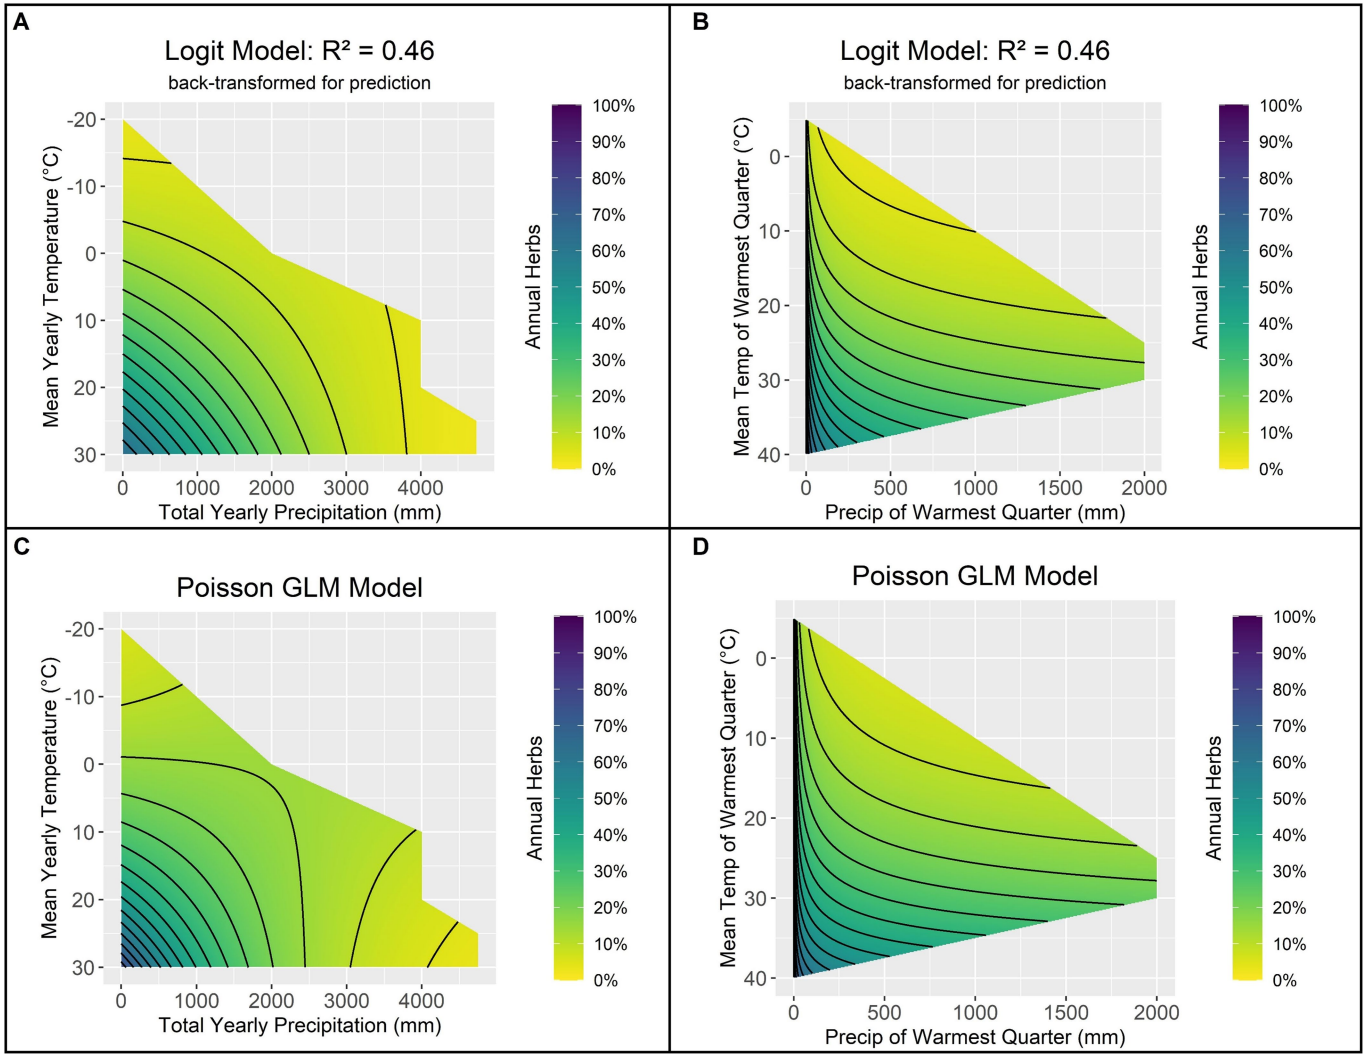 A
Logit Model: R² = 0.46
back-transformed for prediction
Mean Yearly Temperature (°C)
-20
-10
0
10
20
30
0 1000 2000 3000 4000
Total Yearly Precipitation (mm)
Annual Herbs
100%
90%
80%
70%
60%
50%
40%
30%
20%
10%
0%
B
Logit Model: R² = 0.46
back-transformed for prediction
Mean Temp of Warmest Quarter (°C)
0
10
20
30
40
0 500 1000 1500 2000
Precip of Warmest Quarter (mm)
Annual Herbs
100%
90%
80%
70%
60%
50%
40%
30%
20%
10%
0%
C
Poisson GLM Model
Mean Yearly Temperature (°C)
-20
-10
0
10
20
30
0 1000 2000 3000 4000
Total Yearly Precipitation (mm)
Annual Herbs
100%
90%
80%
70%
60%
50%
40%
30%
20%
10%
0%
D
Poisson GLM Model
Mean Temp of Warmest Quarter (°C)
0
10
20
30
40
0 500 1000 1500 2000
Precip of Warmest Quarter (mm)
Annual Herbs
100%
90%
80%
70%
60%
50%
40%
30%
20%
10%
0%